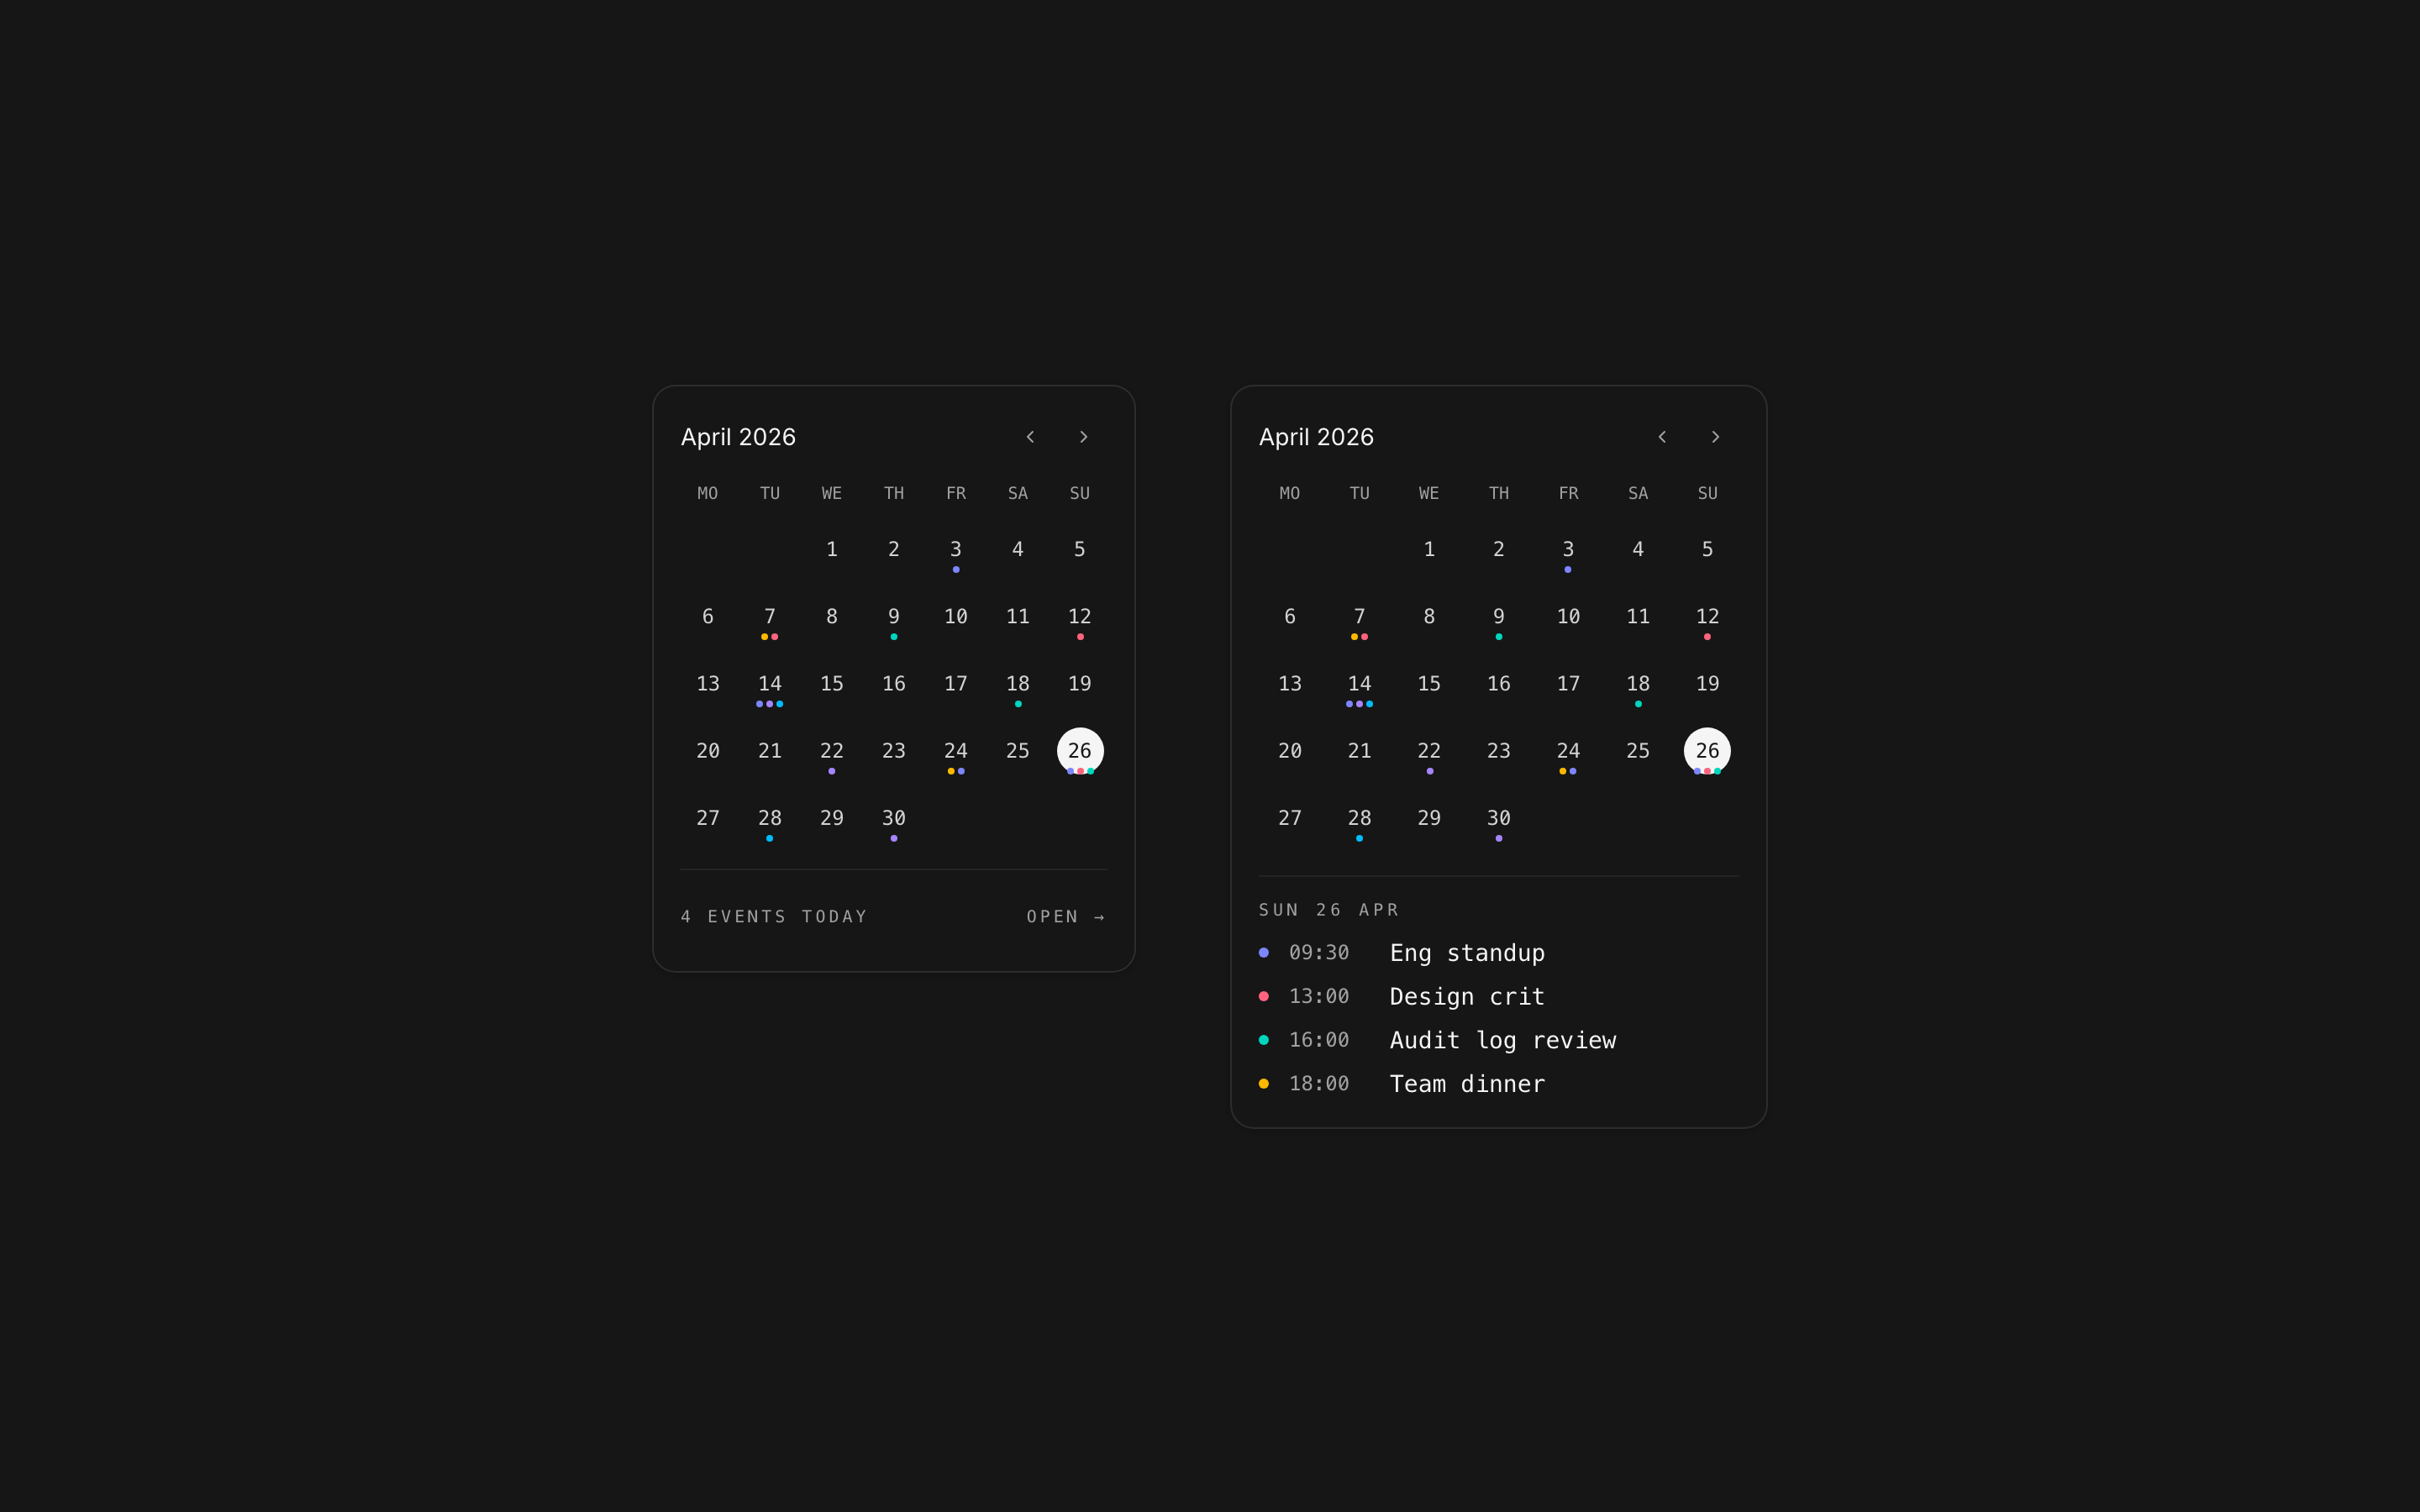 April 2026
MO TU WE TH FR SA SU
1 2 3 4 5
6 7 8 9 10 11 12
13 14 15 16 17 18 19
20 21 22 23 24 25 26
27 28 29 30
4 EVENTS TODAY OPEN →
April 2026
MO TU WE TH FR SA SU
1 2 3 4 5
6 7 8 9 10 11 12
13 14 15 16 17 18 19
20 21 22 23 24 25 26
27 28 29 30
SUN 26 APR
09:30 Eng standup
13:00 Design crit
16:00 Audit log review
18:00 Team dinner